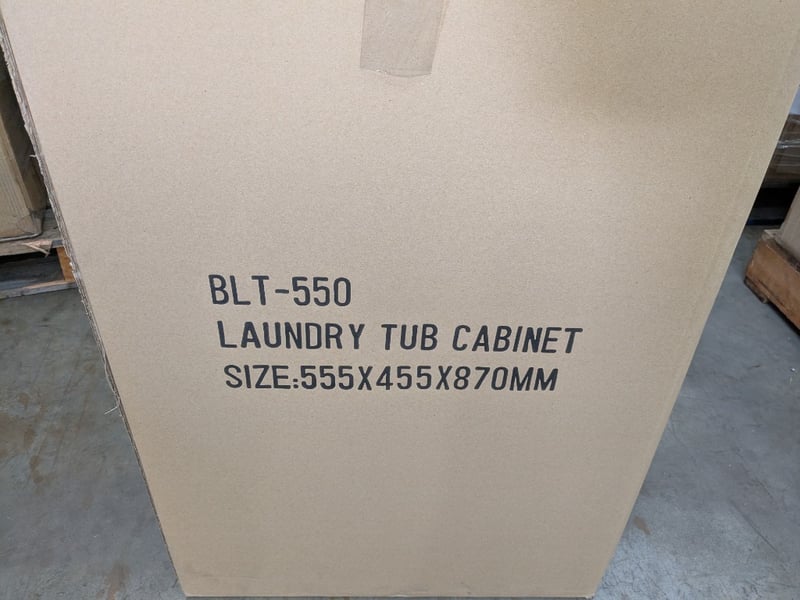 BLT-550
LAUNDRY TUB CABINET
SIZE:555X455X870MM